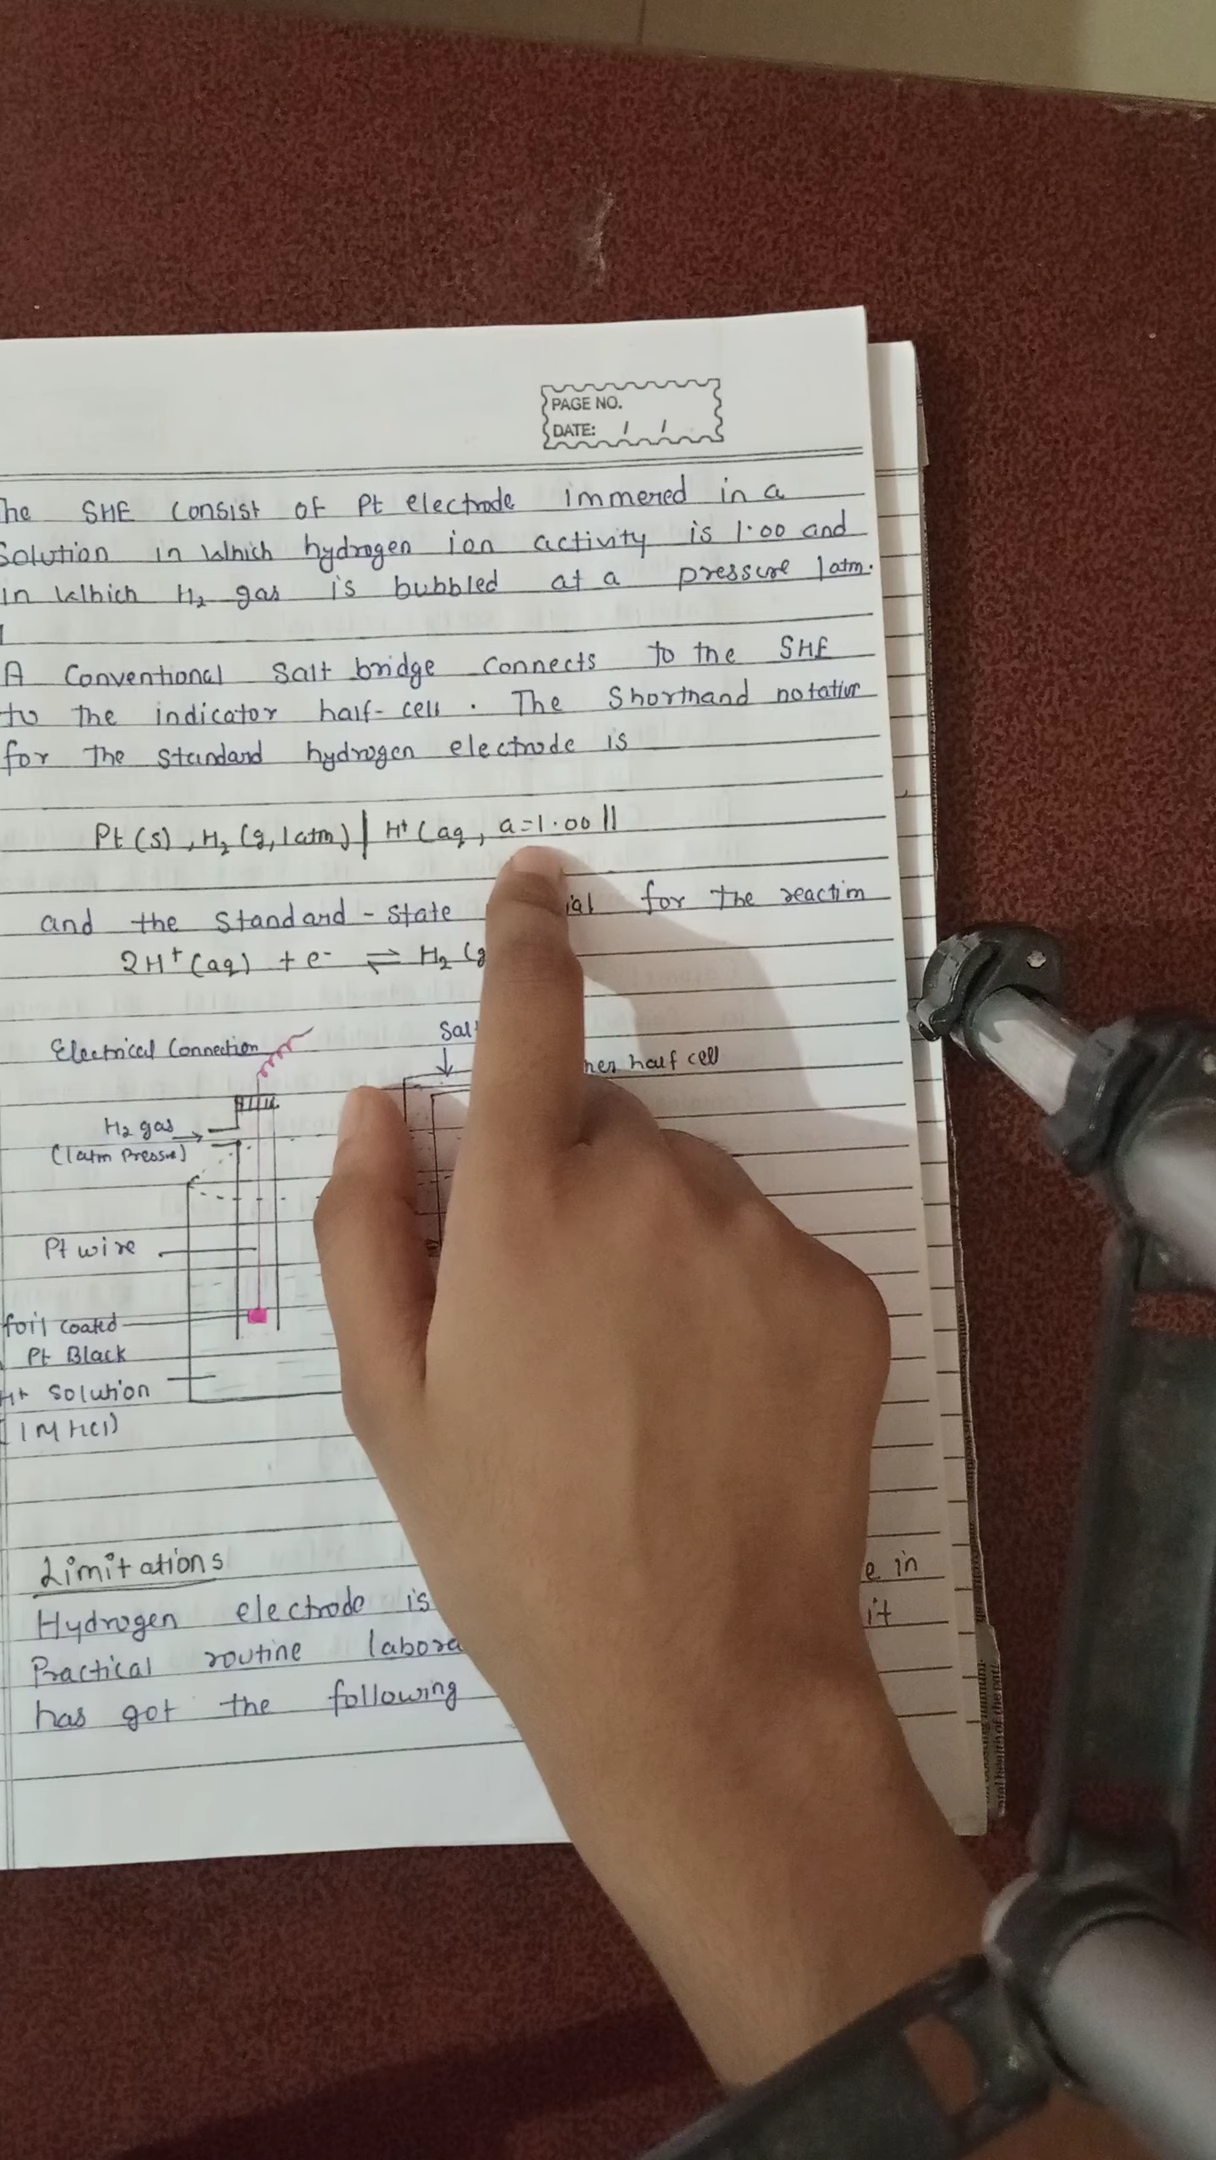 PAGE NO.
DATE: / /
he SHE consist of Pt electrode immered in a
Solution in which hydrogen ion activity is 1.00 and
in which H₂ gas is bubbled at a pressure 1atm.
A Conventional Salt bridge connects to the SHE
to the indicator half-cell. The Shorthand notation
for the standard hydrogen electrode is
Pt (s), H₂ (g, 1atm) | H⁺ (aq, a=1.00 ||
and the standard-state ial for the reaction
2H⁺ (aq) + e⁻ ⇌ H₂ (g
Electrical Connection
Sal
her half cell
H₂ gas
(1atm Pressure)
Pt wire
foil coated
Pt Black
H+ Solution
(1M HCl)
Limitations
Hydrogen electrode is e in
Practical routine labora it
has got the following